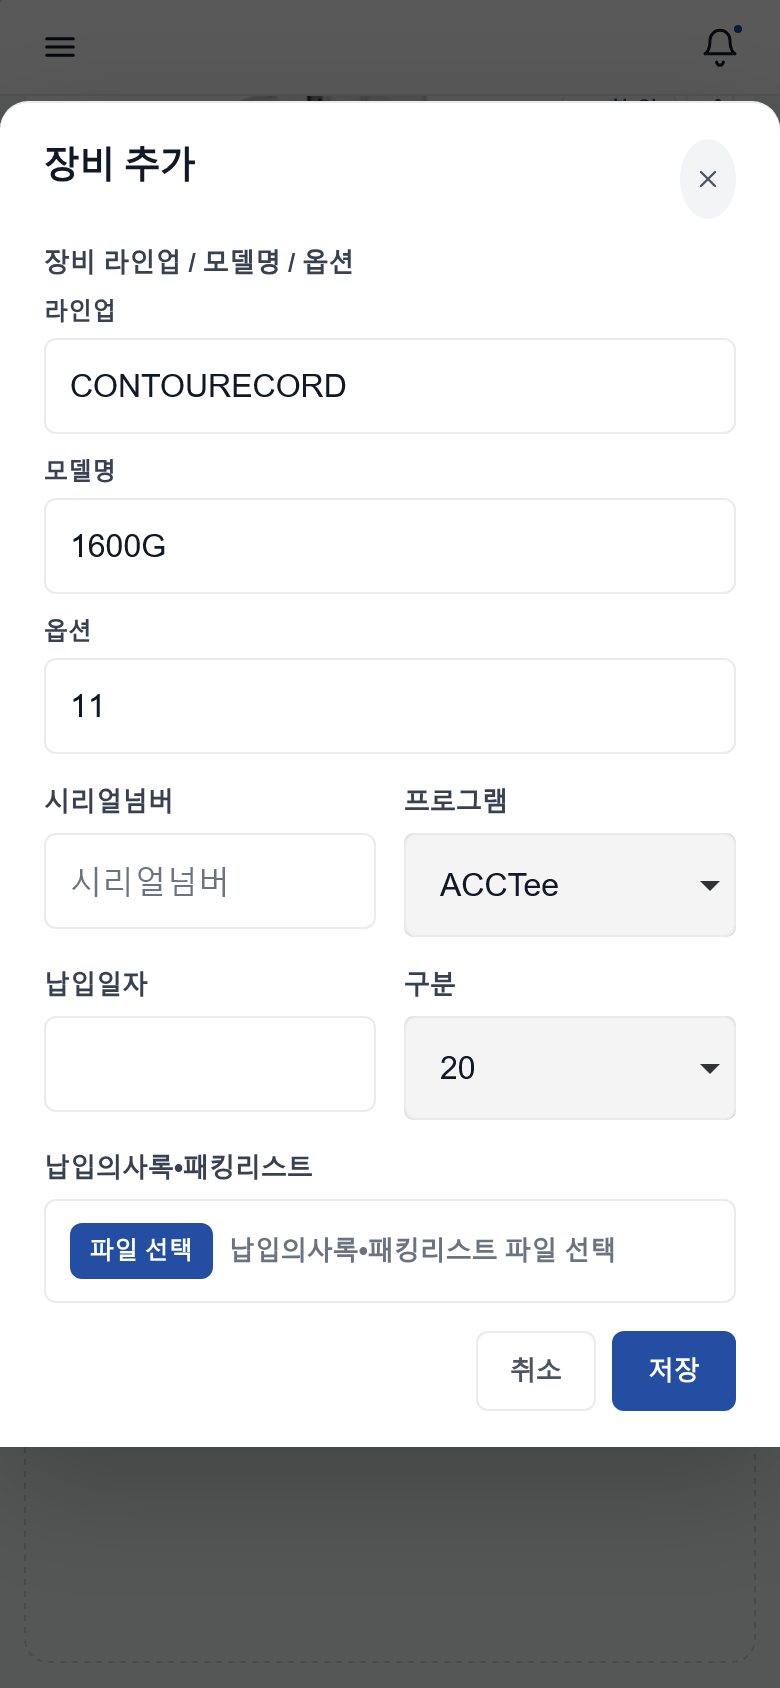 장비 추가
장비 라인업 / 모델명 / 옵션
라인업
CONTOURECORD
모델명
1600G
옵션
11
시리얼넘버
프로그램
시리얼넘버
ACCTee
납입일자
구분
20
납입의사록•패킹리스트
파일 선택
납입의사록•패킹리스트 파일 선택
취소
저장